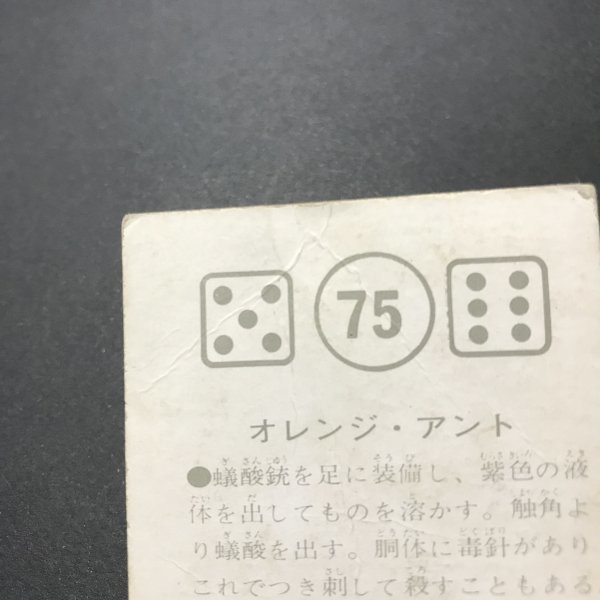 75
オレンジ・アント
●蟻酸銃を足に装備し、紫色の液
体を出してものを溶かす。触角よ
り蟻酸を出す。胴体に毒針があり
これでつき刺して殺すこともある